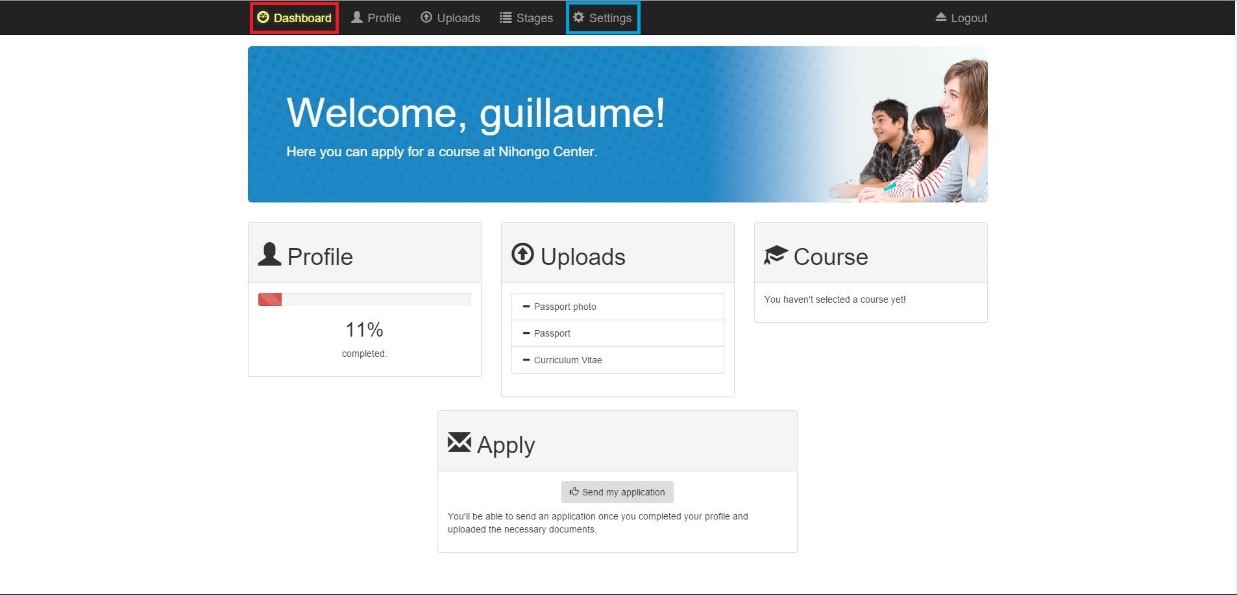 Dashboard Profile Uploads Stages Settings Logout
Welcome, guillaume!
Here you can apply for a course at Nihongo Center.
Profile
11%
completed.
Uploads
Passport photo
Passport
Curriculum Vitae
Course
You haven't selected a course yet!
Apply
Send my application
You'll be able to send an application once you completed your profile and
uploaded the necessary documents.